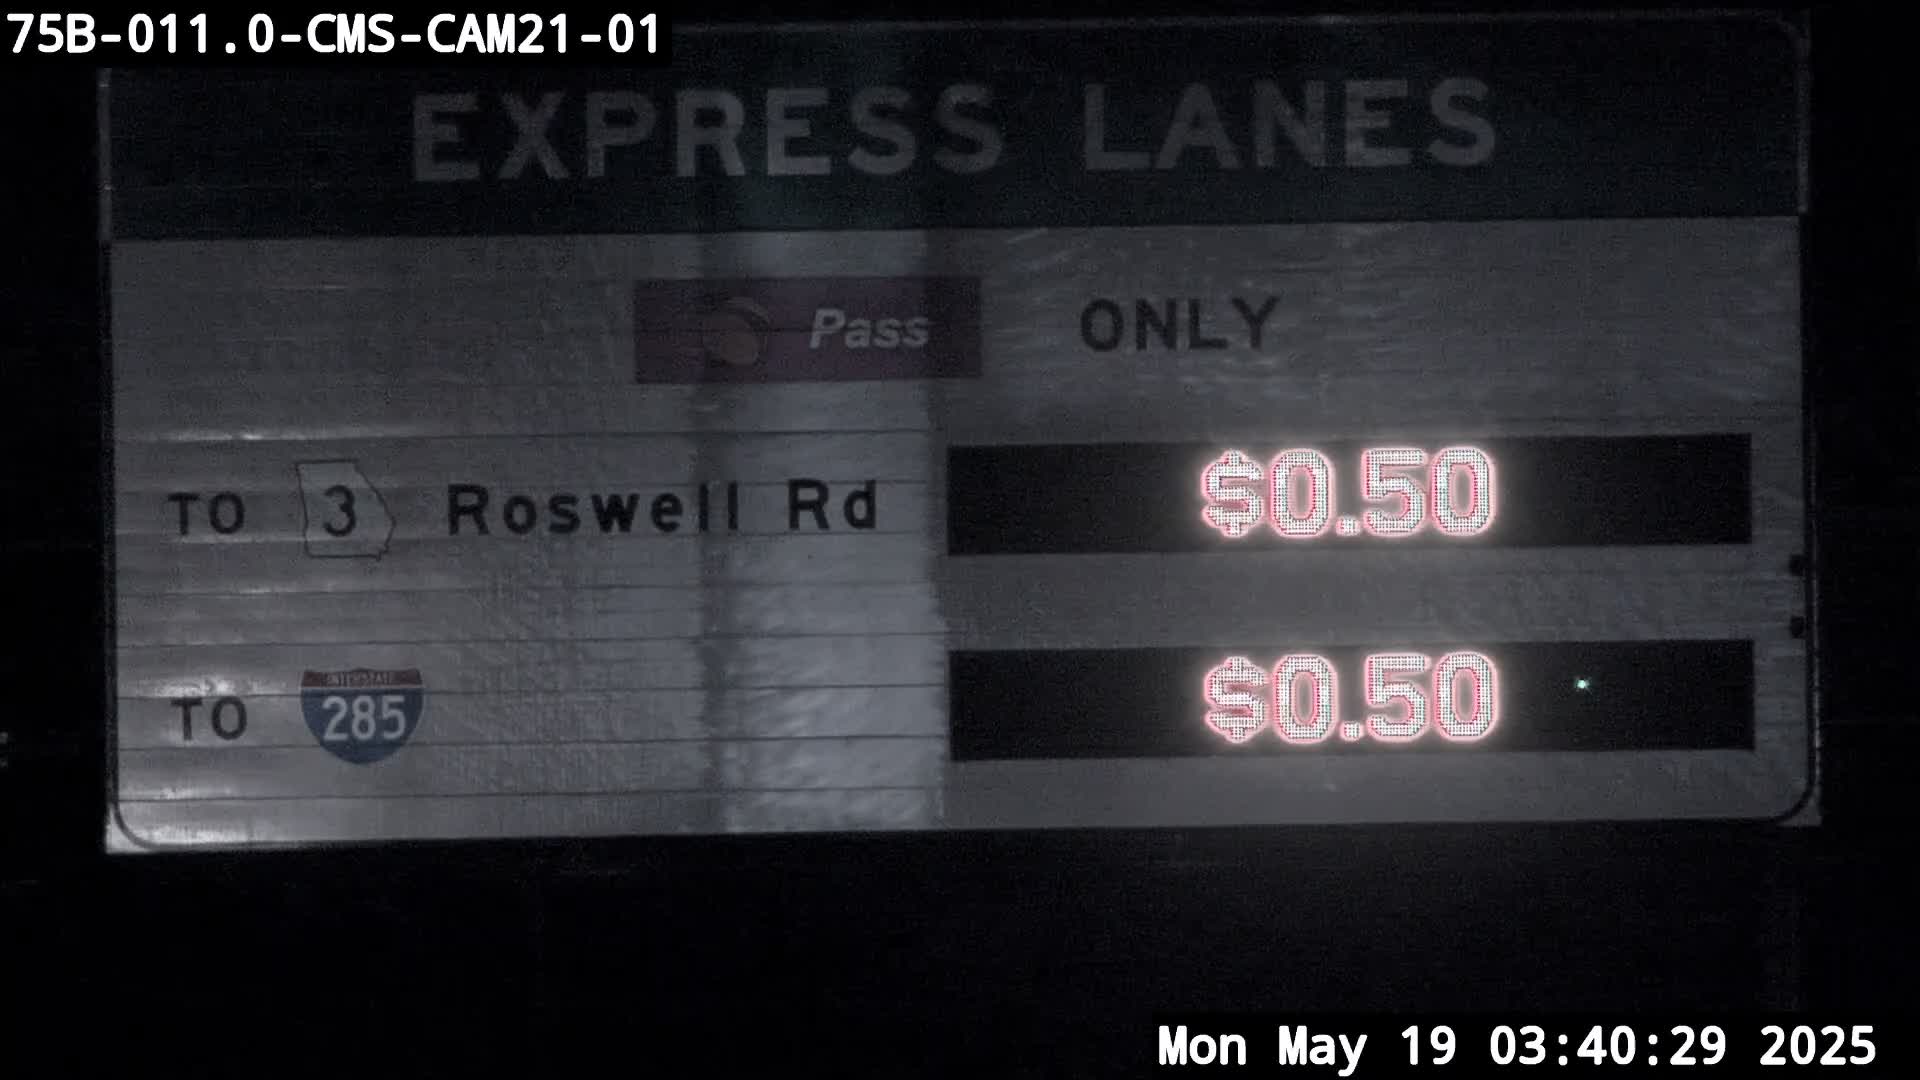 75B-011.0-CMS-CAM21-01
EXPRESS LANES
Pass ONLY
TO 3 Roswell Rd $0.50
INTERSTATE
TO 285 $0.50
Mon May 19 03:40:29 2025